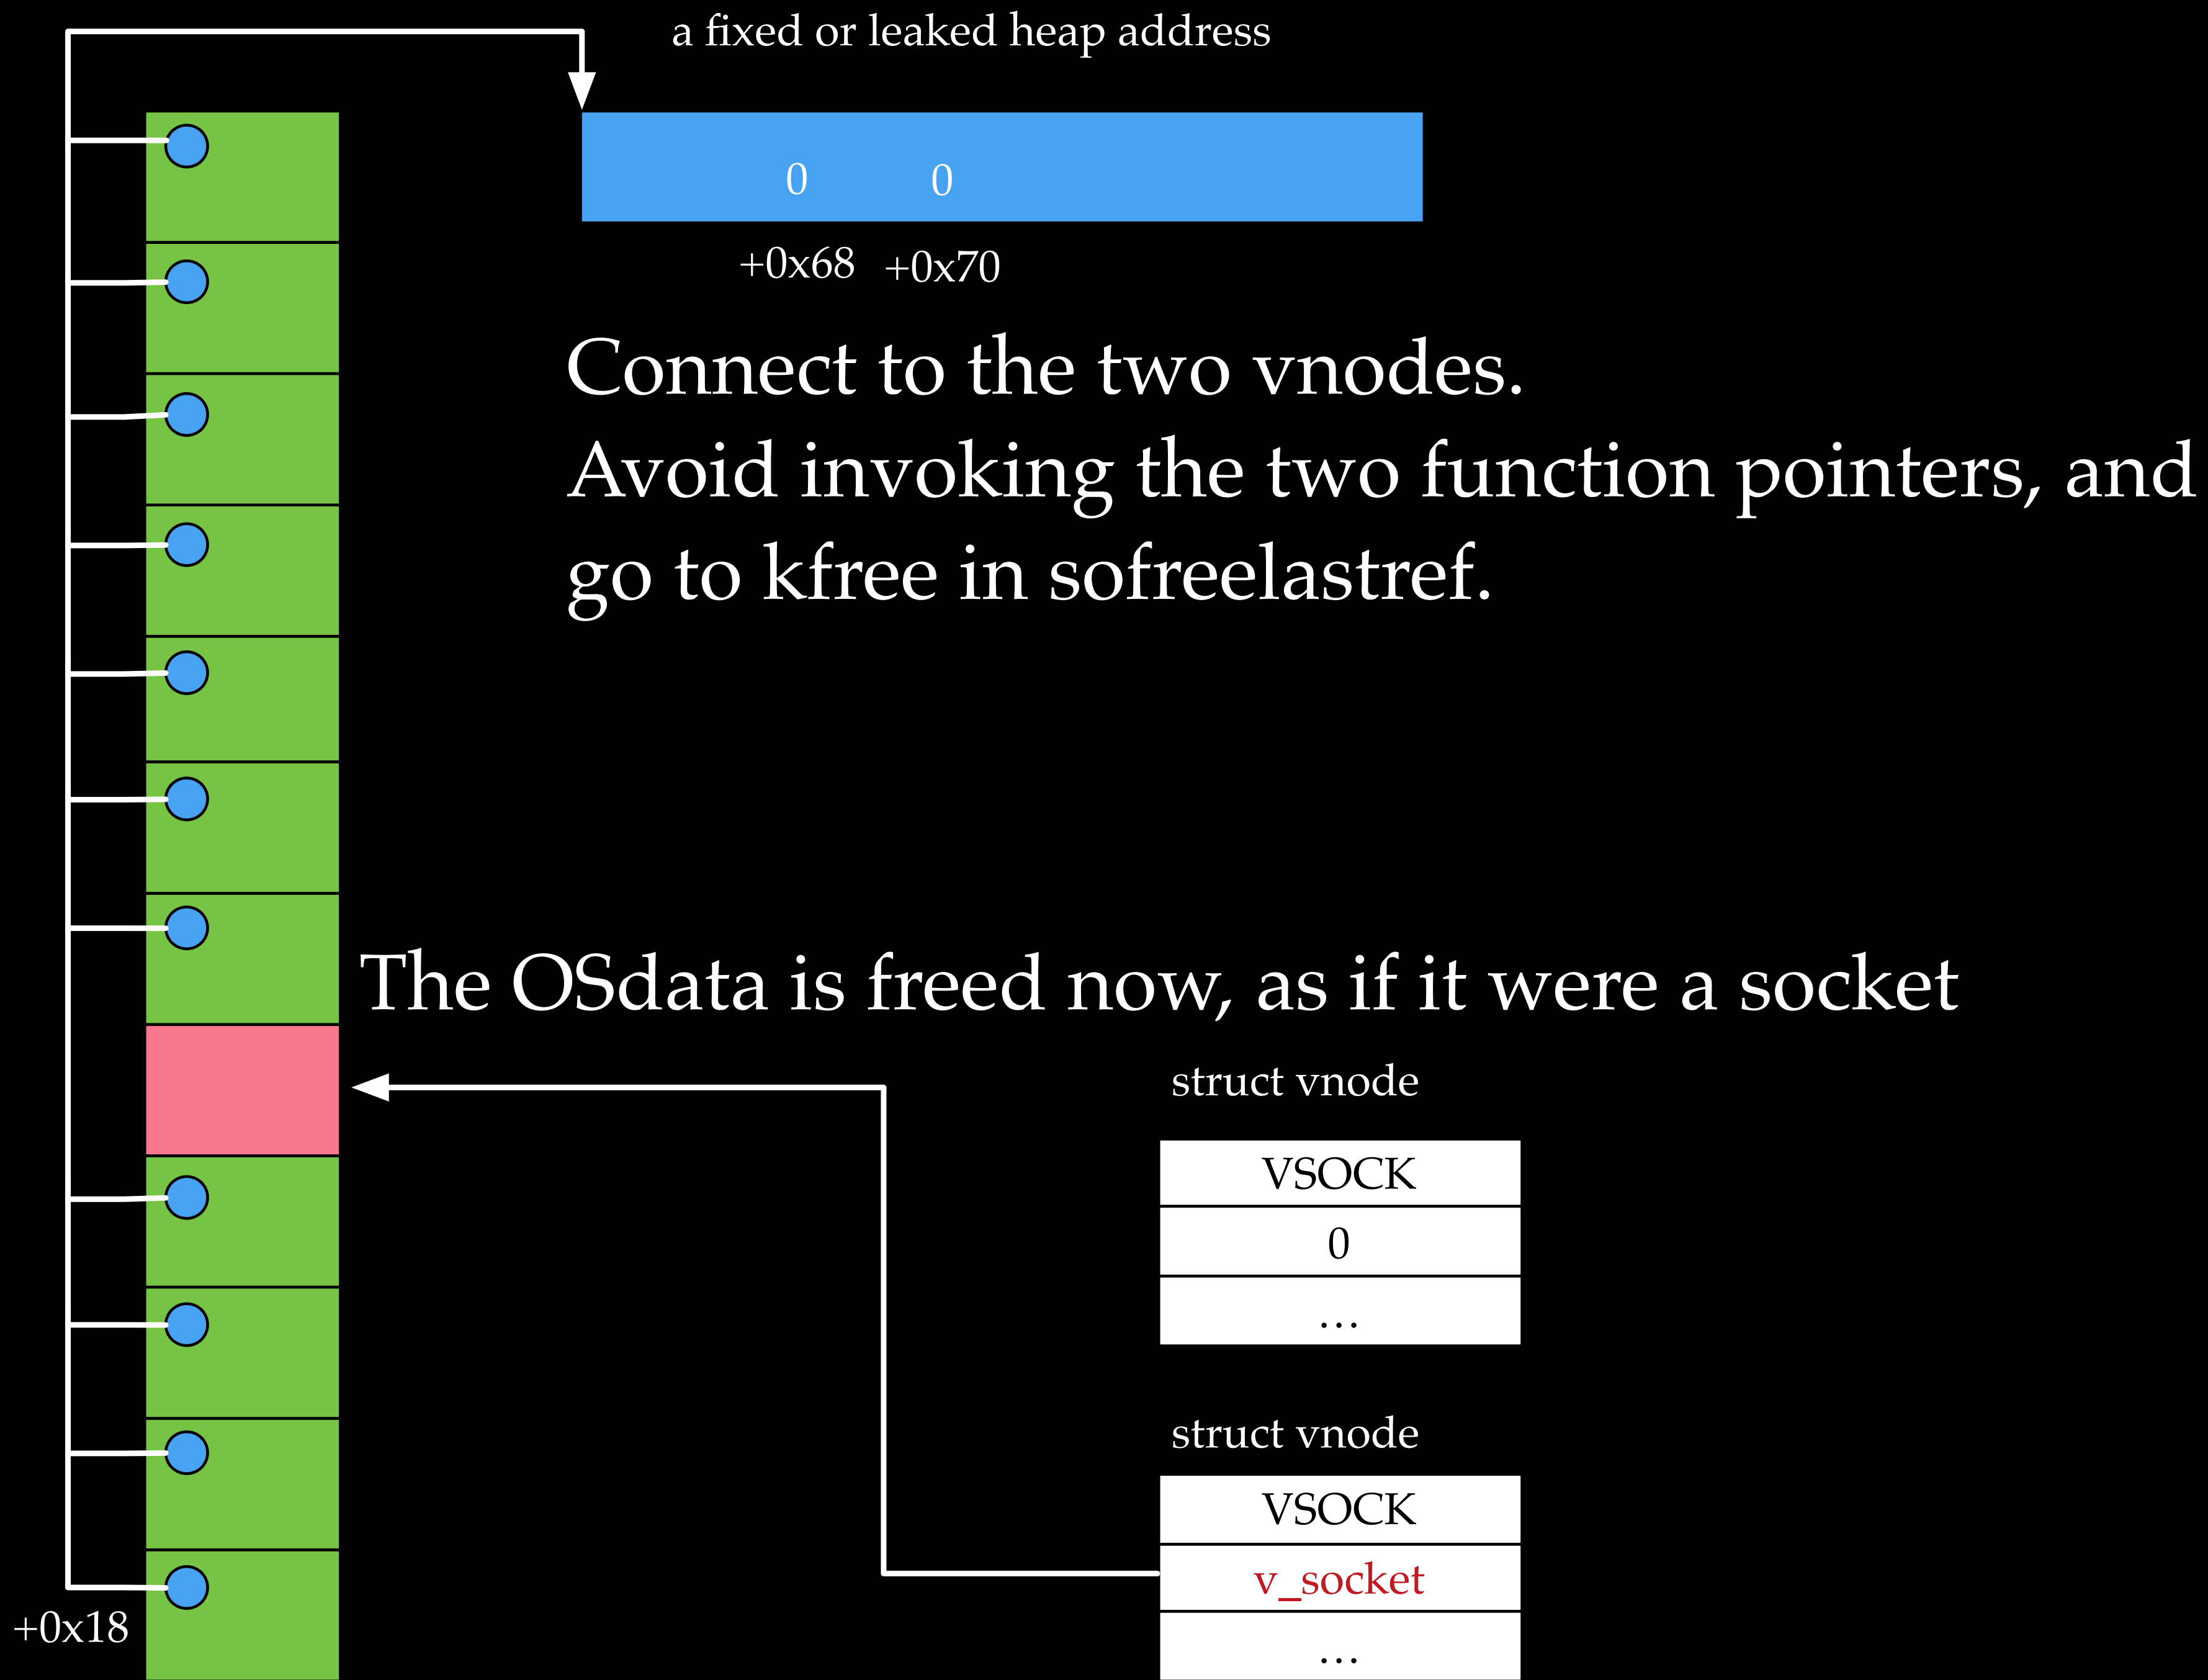 a fixed or leaked heap address
0 0
+0x68 +0x70
Connect to the two vnodes.
Avoid invoking the two function pointers, and
go to kfree in sofreelastref.
The OSdata is freed now, as if it were a socket
struct vnode
VSOCK
0
...
struct vnode
VSOCK
v_socket
...
+0x18